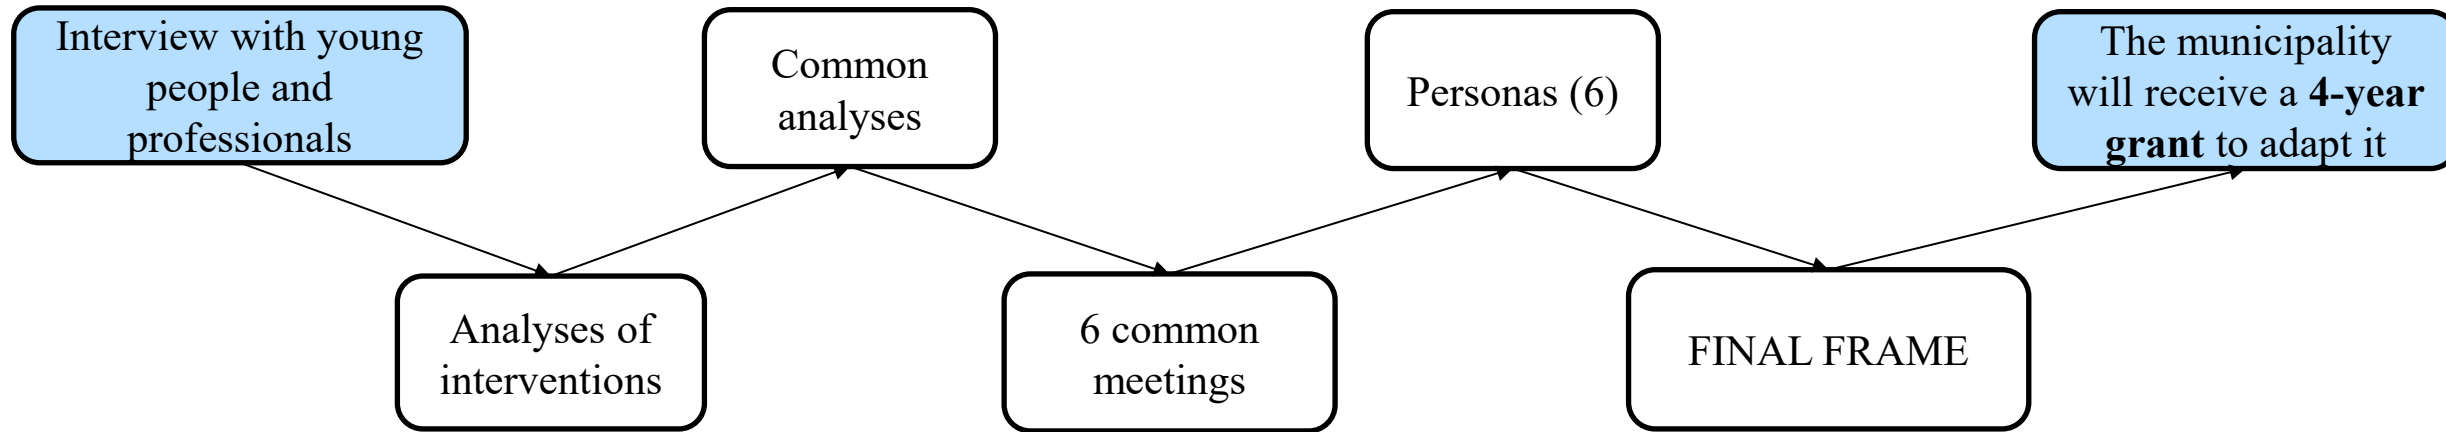 Interview with young
people and
professionals
Analyses of
interventions
Common
analyses
6 common
meetings
Personas (6)
FINAL FRAME
The municipality
will receive a 4-year
grant to adapt it